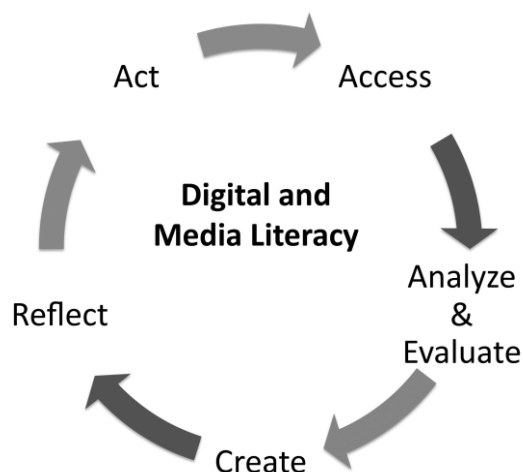 Act
Access
Digital and
Media Literacy
Analyze
&
Evaluate
Reflect
Create